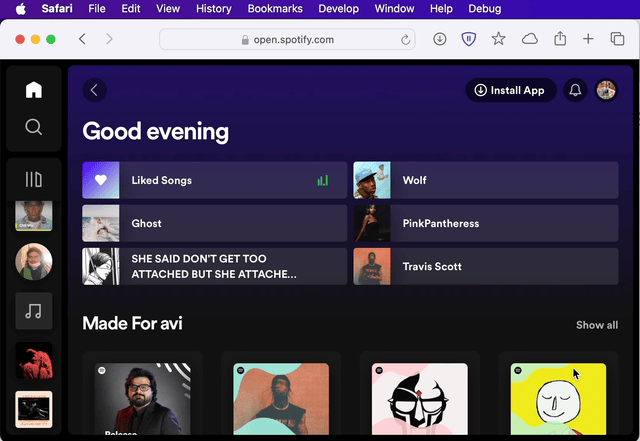 Safari File Edit View History Bookmarks Develop Window Help Debug
open.spotify.com
Install App
Good evening
Liked Songs
Wolf
Ghost
PinkPantheress
SHE SAID DON'T GET TOO
ATTACHED BUT SHE ATTACHE...
Travis Scott
Made For avi
Show all